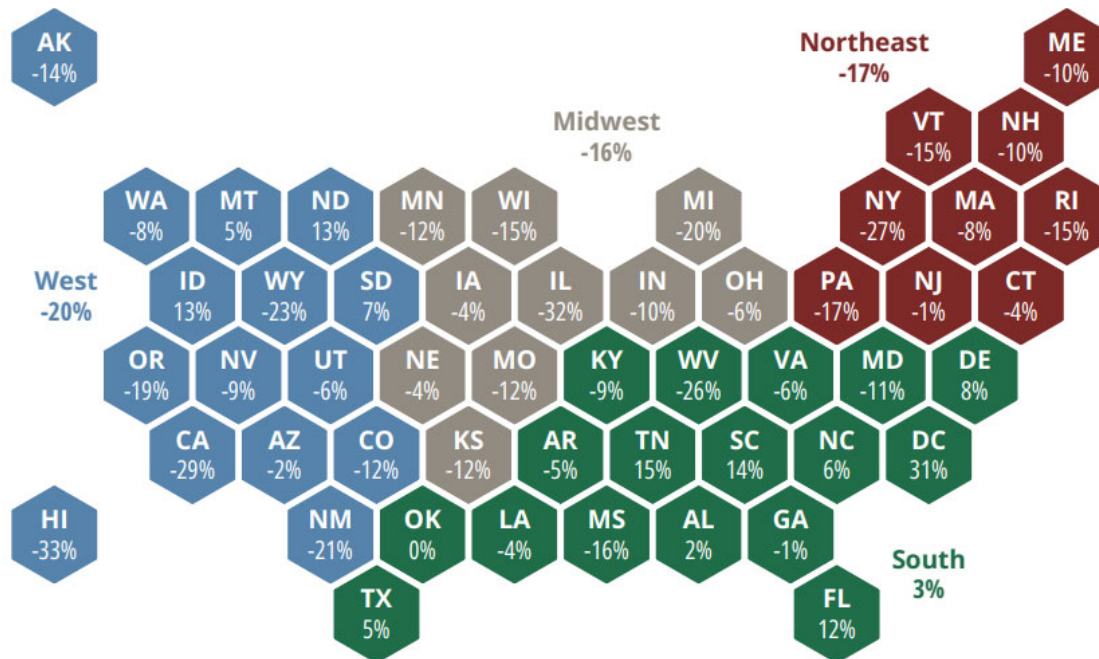 AK
-14%
Northeast
-17%
ME
-10%
Midwest
-16%
VT
-15%
NH
-10%
WA
-8%
MT
5%
ND
13%
MN
-12%
WI
-15%
MI
-20%
NY
-27%
MA
-8%
RI
-15%
West
-20%
ID
13%
WY
-23%
SD
7%
IA
-4%
IL
-32%
IN
-10%
OH
-6%
PA
-17%
NJ
-1%
CT
-4%
OR
-19%
NV
-9%
UT
-6%
NE
-4%
MO
-12%
KY
-9%
WV
-26%
VA
-6%
MD
-11%
DE
8%
CA
-29%
AZ
-2%
CO
-12%
KS
-12%
AR
-5%
TN
15%
SC
14%
NC
6%
DC
31%
HI
-33%
NM
-21%
OK
0%
LA
-4%
MS
-16%
AL
2%
GA
-1%
South
3%
TX
5%
FL
12%